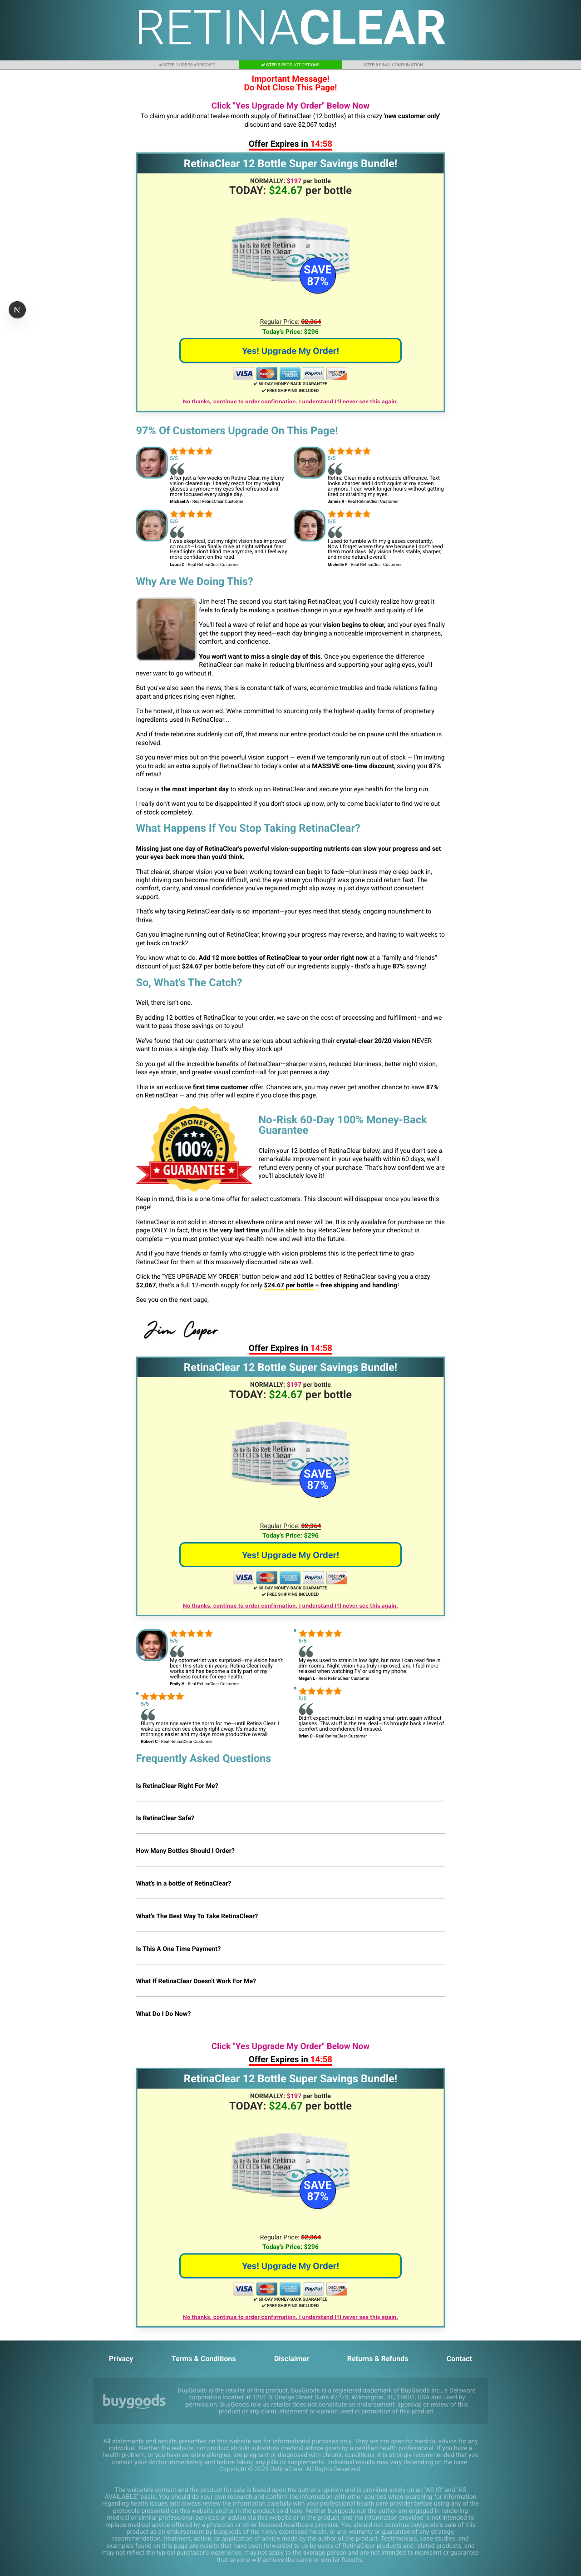 RETINACLEAR
✔ STEP 1 ORDER APPROVED
✔ STEP 2 PRODUCT OPTIONS
STEP 3 FINAL CONFIRMATION
Important Message!
Do Not Close This Page!
Click "Yes Upgrade My Order" Below Now
To claim your additional twelve-month supply of RetinaClear (12 bottles) at this crazy 'new customer only'
discount and save $2,067 today!
Offer Expires in 14:58
RetinaClear 12 Bottle Super Savings Bundle!
NORMALLY: $197 per bottle
TODAY: $24.67 per bottle
SAVE
87%
Regular Price: $2,364
Today's Price: $296
Yes! Upgrade My Order!
VISA MasterCard AMERICAN EXPRESS PayPal DISCOVER
✔ 60-DAY MONEY-BACK GUARANTEE
✔ FREE SHIPPING INCLUDED
No thanks, continue to order confirmation. I understand I'll never see this again.
N
97% Of Customers Upgrade On This Page!
5/5
After just a few weeks on Retina Clear, my blurry
vision cleared up. I barely reach for my reading
glasses anymore—my eyes feel refreshed and
more focused every single day.
Michael A - Real RetinaClear Customer
5/5
Retina Clear made a noticeable difference. Text
looks sharper and I don't squint at my screen
anymore. I can work longer hours without getting
tired or straining my eyes.
James R - Real RetinaClear Customer
5/5
I was skeptical, but my night vision has improved
so much—I can finally drive at night without fear.
Headlights don't blind me anymore, and I feel way
more confident on the road.
Laura C - Real RetinaClear Customer
5/5
I used to fumble with my glasses constantly.
Now I forget where they are because I don't need
them most days. My vision feels stable, sharper,
and more natural overall.
Michelle F - Real RetinaClear Customer
Why Are We Doing This?
Jim here! The second you start taking RetinaClear, you'll quickly realize how great it
feels to finally be making a positive change in your eye health and quality of life.
You'll feel a wave of relief and hope as your vision begins to clear, and your eyes finally
get the support they need—each day bringing a noticeable improvement in sharpness,
comfort, and confidence.
You won't want to miss a single day of this. Once you experience the difference
RetinaClear can make in reducing blurriness and supporting your aging eyes, you'll
never want to go without it.
But you've also seen the news, there is constant talk of wars, economic troubles and trade relations falling
apart and prices rising even higher.
To be honest, it has us worried. We're committed to sourcing only the highest-quality forms of proprietary
ingredients used in RetinaClear...
And if trade relations suddenly cut off, that means our entire product could be on pause until the situation is
resolved.
So you never miss out on this powerful vision support — even if we temporarily run out of stock — I'm inviting
you to add an extra supply of RetinaClear to today's order at a MASSIVE one-time discount, saving you 87%
off retail!
Today is the most important day to stock up on RetinaClear and secure your eye health for the long run.
I really don't want you to be disappointed if you don't stock up now, only to come back later to find we're out
of stock completely.
What Happens If You Stop Taking RetinaClear?
Missing just one day of RetinaClear's powerful vision-supporting nutrients can slow your progress and set
your eyes back more than you'd think.
That clearer, sharper vision you've been working toward can begin to fade—blurriness may creep back in,
night driving can become more difficult, and the eye strain you thought was gone could return fast. The
comfort, clarity, and visual confidence you've regained might slip away in just days without consistent
support.
That's why taking RetinaClear daily is so important—your eyes need that steady, ongoing nourishment to
thrive.
Can you imagine running out of RetinaClear, knowing your progress may reverse, and having to wait weeks to
get back on track?
You know what to do. Add 12 more bottles of RetinaClear to your order right now at a "family and friends"
discount of just $24.67 per bottle before they cut off our ingredients supply - that's a huge 87% saving!
So, What's The Catch?
Well, there isn't one.
By adding 12 bottles of RetinaClear to your order, we save on the cost of processing and fulfillment - and we
want to pass those savings on to you!
We've found that our customers who are serious about achieving their crystal-clear 20/20 vision NEVER
want to miss a single day. That's why they stock up!
So you get all the incredible benefits of RetinaClear—sharper vision, reduced blurriness, better night vision,
less eye strain, and greater visual comfort—all for just pennies a day.
This is an exclusive first time customer offer. Chances are, you may never get another chance to save 87%
on RetinaClear — and this offer will expire if you close this page.
100% MONEY BACK
100%
GUARANTEE
No-Risk 60-Day 100% Money-Back
Guarantee
Claim your 12 bottles of RetinaClear below, and if you don't see a
remarkable improvement in your eye health within 60 days, we'll
refund every penny of your purchase. That's how confident we are
you'll absolutely love it!
Keep in mind, this is a one-time offer for select customers. This discount will disappear once you leave this
page!
RetinaClear is not sold in stores or elsewhere online and never will be. It is only available for purchase on this
page ONLY. In fact, this is the very last time you'll be able to buy RetinaClear before your checkout is
complete — you must protect your eye health now and well into the future.
And if you have friends or family who struggle with vision problems this is the perfect time to grab
RetinaClear for them at this massively discounted rate as well.
Click the "YES UPGRADE MY ORDER" button below and add 12 bottles of RetinaClear saving you a crazy
$2,067, that's a full 12-month supply for only $24.67 per bottle + free shipping and handling!
See you on the next page,
Jim Cooper
Offer Expires in 14:58
RetinaClear 12 Bottle Super Savings Bundle!
NORMALLY: $197 per bottle
TODAY: $24.67 per bottle
SAVE
87%
Regular Price: $2,364
Today's Price: $296
Yes! Upgrade My Order!
VISA MasterCard AMERICAN EXPRESS PayPal DISCOVER
✔ 60-DAY MONEY-BACK GUARANTEE
✔ FREE SHIPPING INCLUDED
No thanks, continue to order confirmation. I understand I'll never see this again.
5/5
My optometrist was surprised—my vision hasn't
been this stable in years. Retina Clear really
works and has become a daily part of my
wellness routine for eye health.
Emily H - Real RetinaClear Customer
5/5
My eyes used to strain in low light, but now I can read fine in
dim rooms. Night vision has truly improved, and I feel more
relaxed when watching TV or using my phone.
Megan L - Real RetinaClear Customer
5/5
Blurry mornings were the norm for me—until Retina Clear. I
wake up and can see clearly right away. It's made my
mornings easier and my days more productive overall.
Robert C - Real RetinaClear Customer
5/5
Didn't expect much, but I'm reading small print again without
glasses. This stuff is the real deal—it's brought back a level of
comfort and confidence I'd missed.
Brian C - Real RetinaClear Customer
Frequently Asked Questions
Is RetinaClear Right For Me?
Is RetinaClear Safe?
How Many Bottles Should I Order?
What's in a bottle of RetinaClear?
What's The Best Way To Take RetinaClear?
Is This A One Time Payment?
What If RetinaClear Doesn't Work For Me?
What Do I Do Now?
Click "Yes Upgrade My Order" Below Now
Offer Expires in 14:58
RetinaClear 12 Bottle Super Savings Bundle!
NORMALLY: $197 per bottle
TODAY: $24.67 per bottle
SAVE
87%
Regular Price: $2,364
Today's Price: $296
Yes! Upgrade My Order!
VISA MasterCard AMERICAN EXPRESS PayPal DISCOVER
✔ 60-DAY MONEY-BACK GUARANTEE
✔ FREE SHIPPING INCLUDED
No thanks, continue to order confirmation. I understand I'll never see this again.
Privacy
Terms & Conditions
Disclaimer
Returns & Refunds
Contact
buygoods
BuyGoods is the retailer of this product. BuyGoods is a registered trademark of BuyGoods Inc., a Delaware
corporation located at 1201 N Orange Street Suite #7223, Wilmington, DE, 19801, USA and used by
permission. BuyGoods role as retailer does not constitute an endorsement, approval or review of this
product or any claim, statement or opinion used in promotion of this product.
All statements and results presented on this website are for informational purposes only. They are not specific medical advice for any
individual. Neither the website, nor product should substitute medical advice given by a certified health professional. If you have a
health problem, or you have sensible allergies, are pregnant or diagnosed with chronic conditions, it is strongly recommended that you
consult your doctor immediately and before taking any pills or supplements. Individual results may vary depending on the case.
Copyright © 2023 RetinaClear. All Rights Reserved.
The website's content and the product for sale is based upon the author's opinion and is provided solely on an "AS IS" and "AS
AVAILABLE" basis. You should do your own research and confirm the information with other sources when searching for information
regarding health issues and always review the information carefully with your professional health care provider before using any of the
protocols presented on this website and/or in the product sold here. Neither buygoods nor the author are engaged in rendering
medical or similar professional services or advice via this website or in the product, and the information provided is not intended to
replace medical advice offered by a physician or other licensed healthcare provider. You should not construe buygoods's sale of this
product as an endorsement by buygoods of the views expressed herein, or any warranty or guarantee of any strategy,
recommendation, treatment, action, or application of advice made by the author of the product. Testimonials, case studies, and
examples found on this page are results that have been forwarded to us by users of RetinaClear products and related products, and
may not reflect the typical purchaser's experience, may not apply to the average person and are not intended to represent or guarantee
that anyone will achieve the same or similar Results.